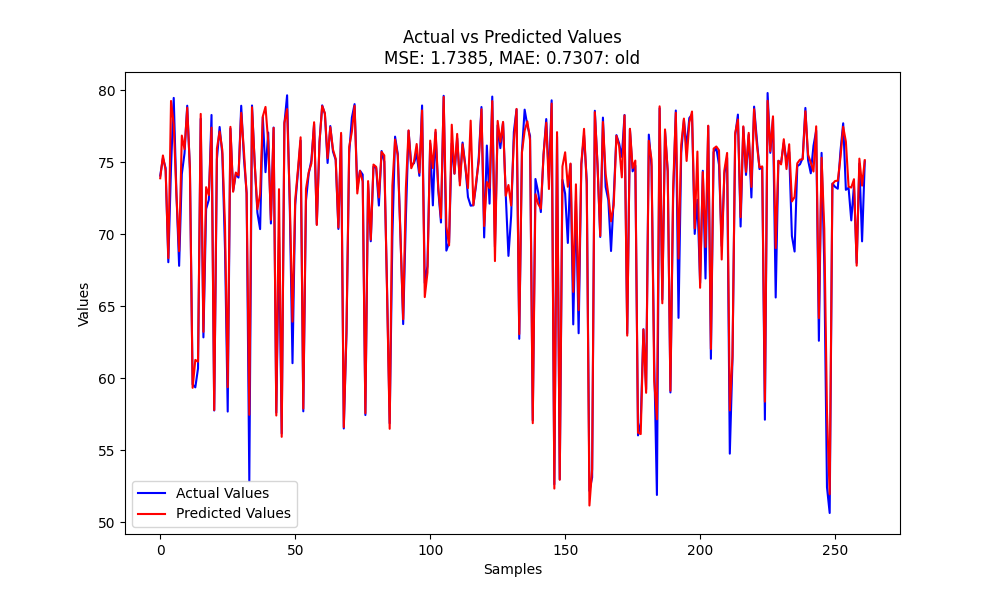 Actual vs Predicted Values
MSE: 1.7385, MAE: 0.7307: old
Values
80
75
70
65
60
55
50
Actual Values
Predicted Values
0 50 100 150 200 250
Samples